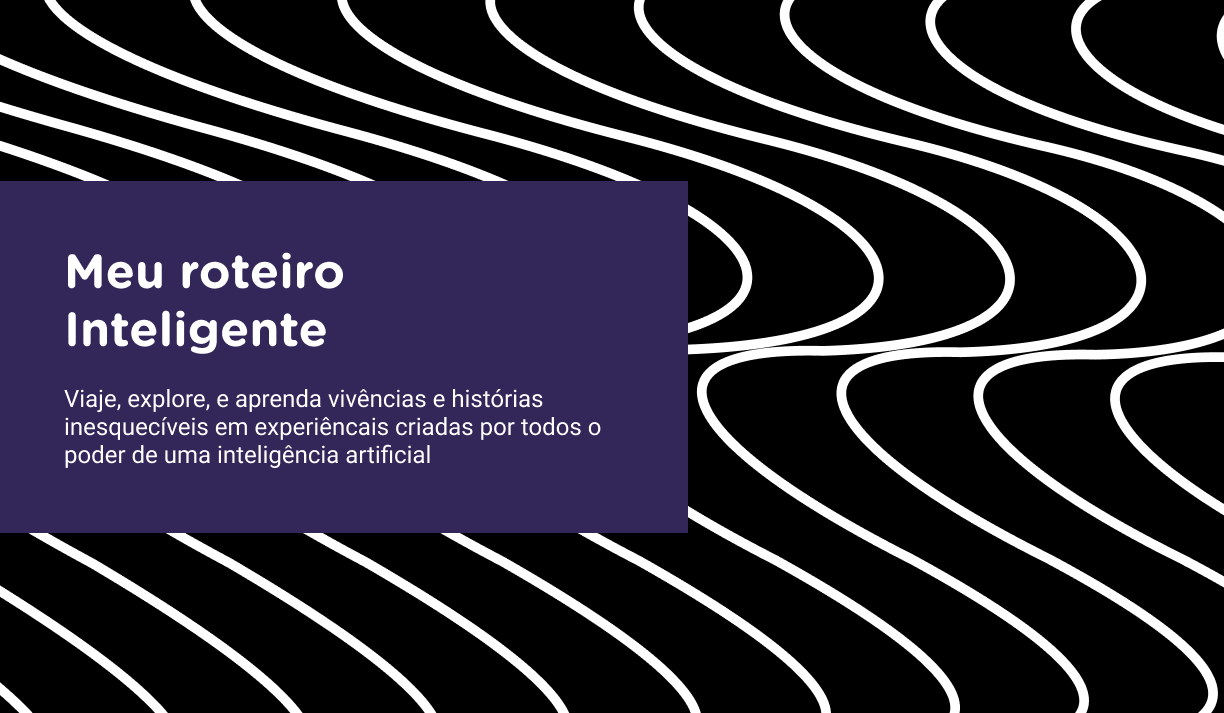 Meu roteiro
Inteligente
Viaje, explore, e aprenda vivências e histórias
inesquecíveis em experiêncais criadas por todos o
poder de uma inteligência artificial